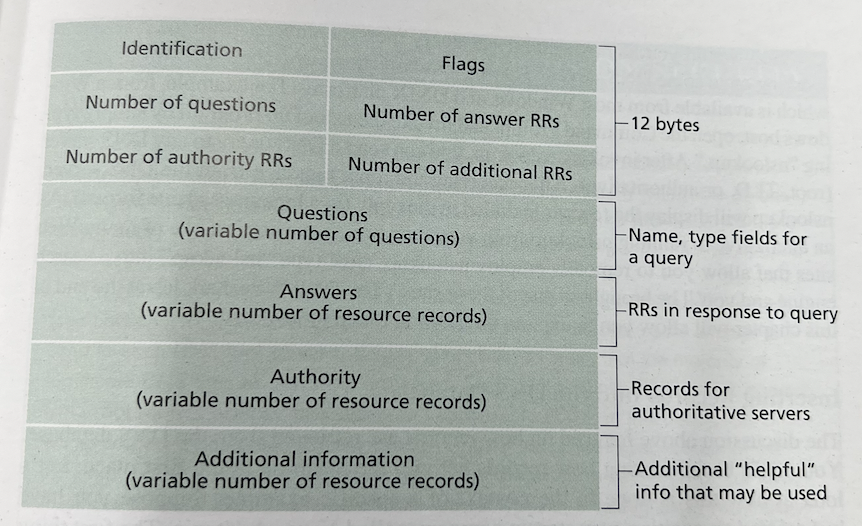 Identification
Flags
Number of questions
Number of answer RRs
12 bytes
Number of authority RRs
Number of additional RRs
Questions
(variable number of questions)
Name, type fields for
a query
Answers
(variable number of resource records)
RRs in response to query
Authority
(variable number of resource records)
Records for
authoritative servers
Additional information
(variable number of resource records)
Additional “helpful”
info that may be used